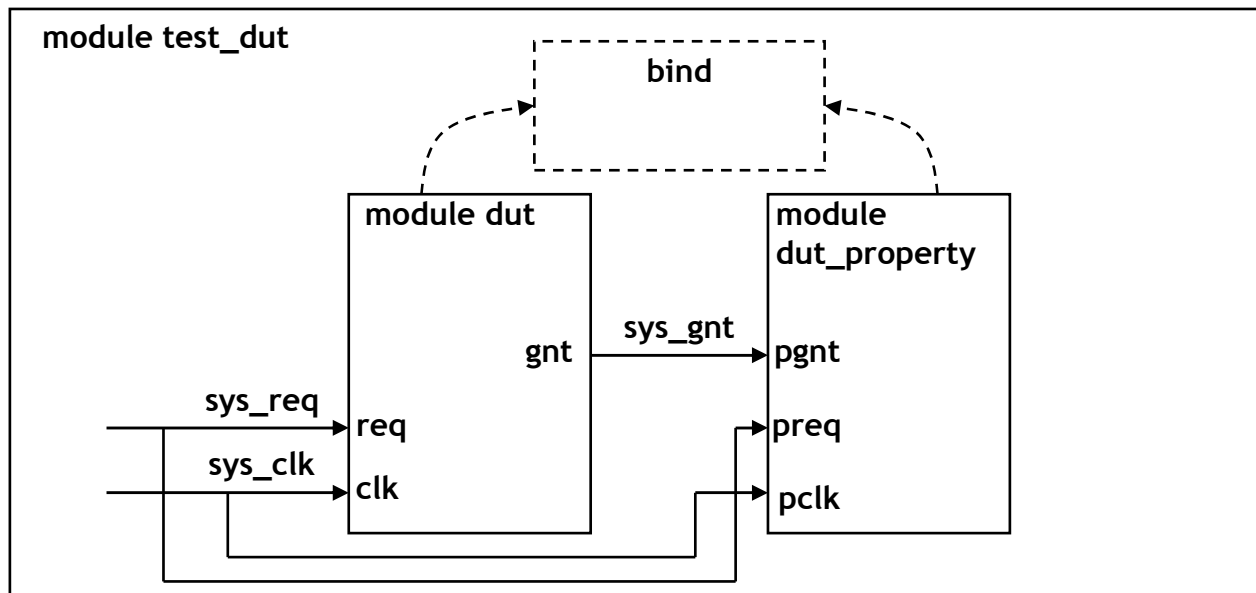 module test_dut
bind
module dut
module
dut_property
sys_gnt
gnt
pgnt
sys_req
req
preq
sys_clk
clk
pclk